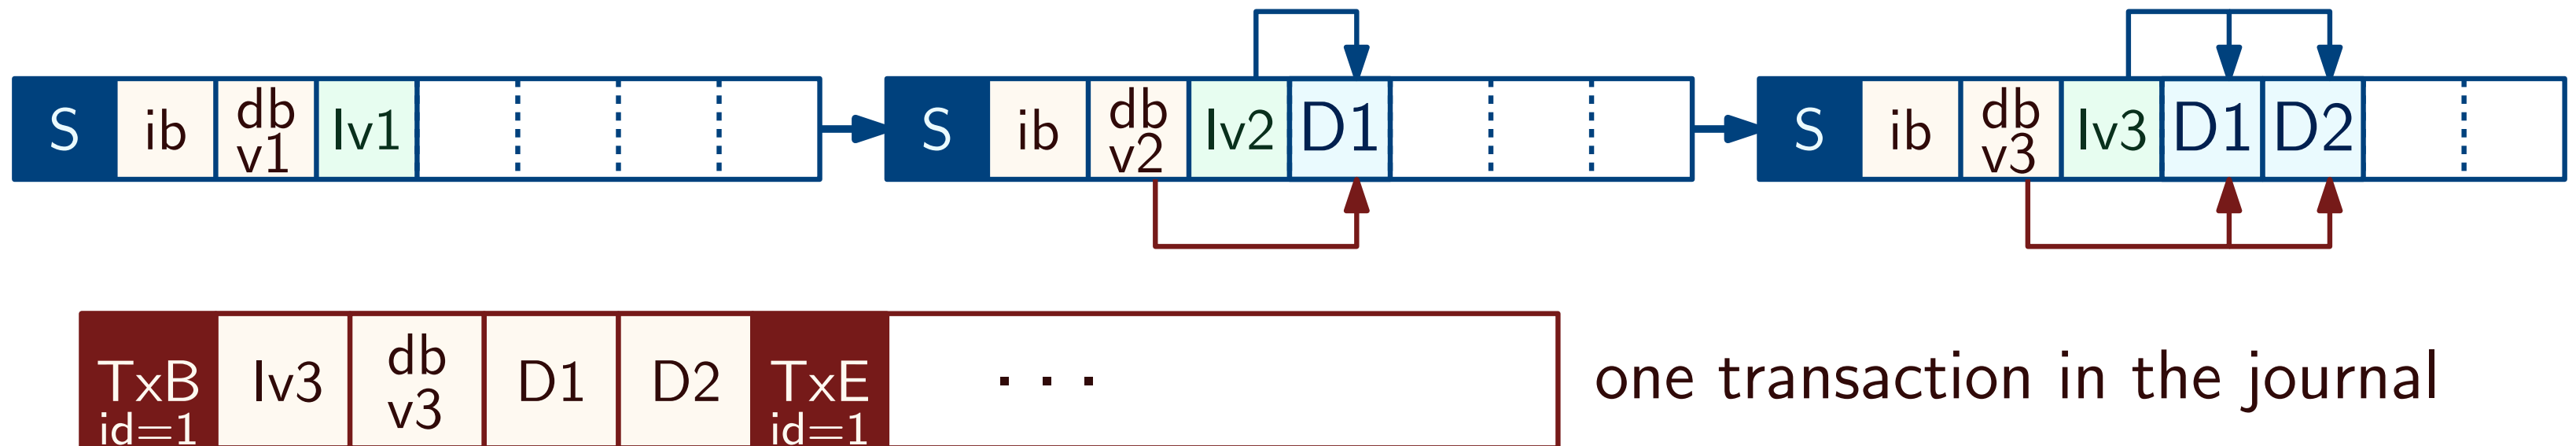 S ib db v1 Iv1
S ib db v2 Iv2 D1
S ib db v3 Iv3 D1 D2
TxB id=1 Iv3 db v3 D1 D2 TxE id=1 ...
one transaction in the journal